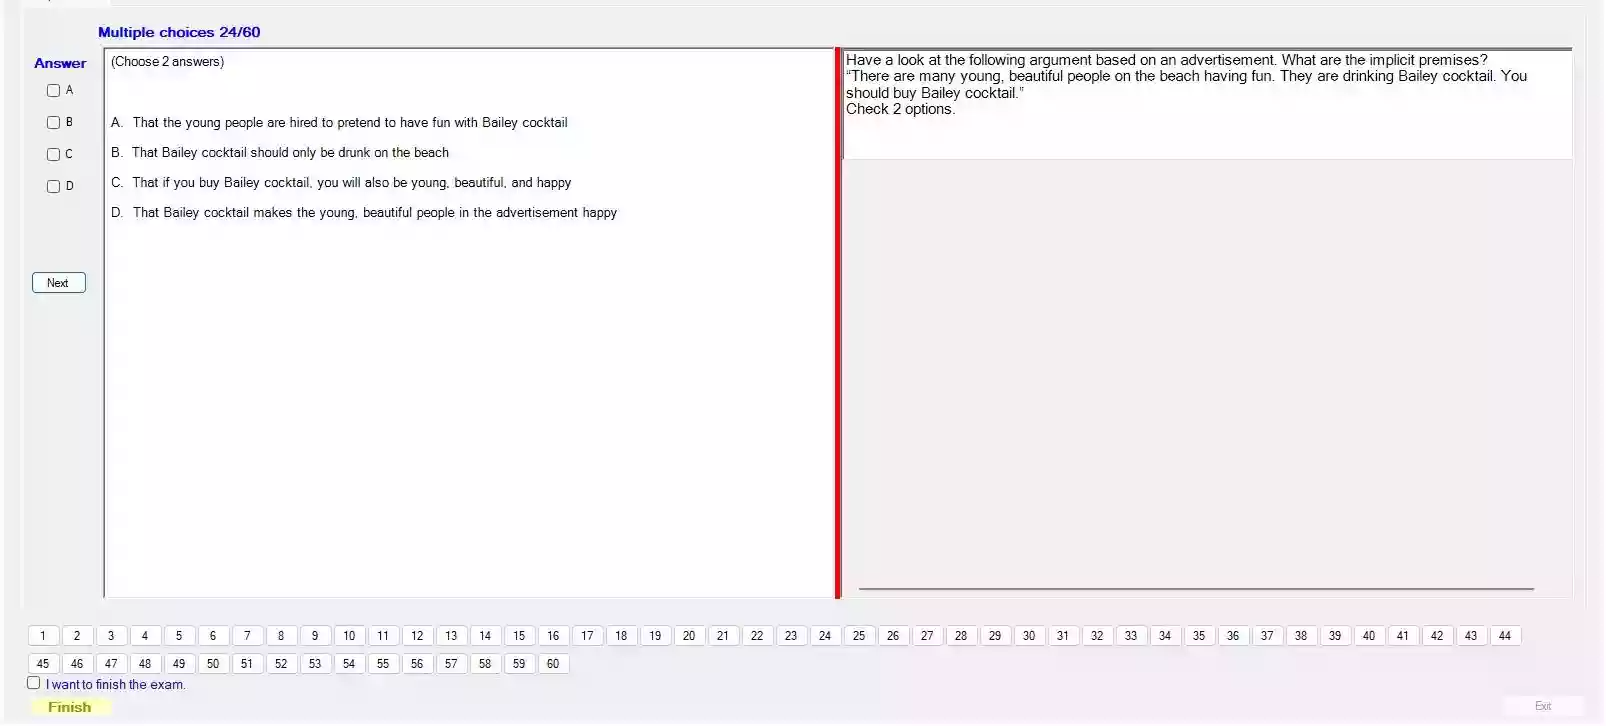 Multiple choices 24/60
Answer
(Choose 2 answers)
A
B
C
D
A. That the young people are hired to pretend to have fun with Bailey cocktail
B. That Bailey cocktail should only be drunk on the beach
C. That if you buy Bailey cocktail, you will also be young, beautiful, and happy
D. That Bailey cocktail makes the young, beautiful people in the advertisement happy
Next
Have a look at the following argument based on an advertisement. What are the implicit premises?
“There are many young, beautiful people on the beach having fun. They are drinking Bailey cocktail. You
should buy Bailey cocktail.”
Check 2 options.
1 2 3 4 5 6 7 8 9 10 11 12 13 14 15 16 17 18 19 20 21 22 23 24 25 26 27 28 29 30 31 32 33 34 35 36 37 38 39 40 41 42 43 44
45 46 47 48 49 50 51 52 53 54 55 56 57 58 59 60
I want to finish the exam.
Finish
Exit